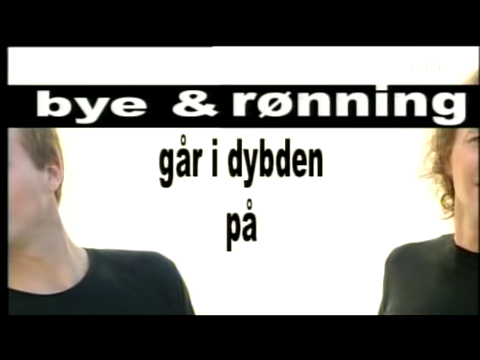 bye & rønning
går i dybden
på